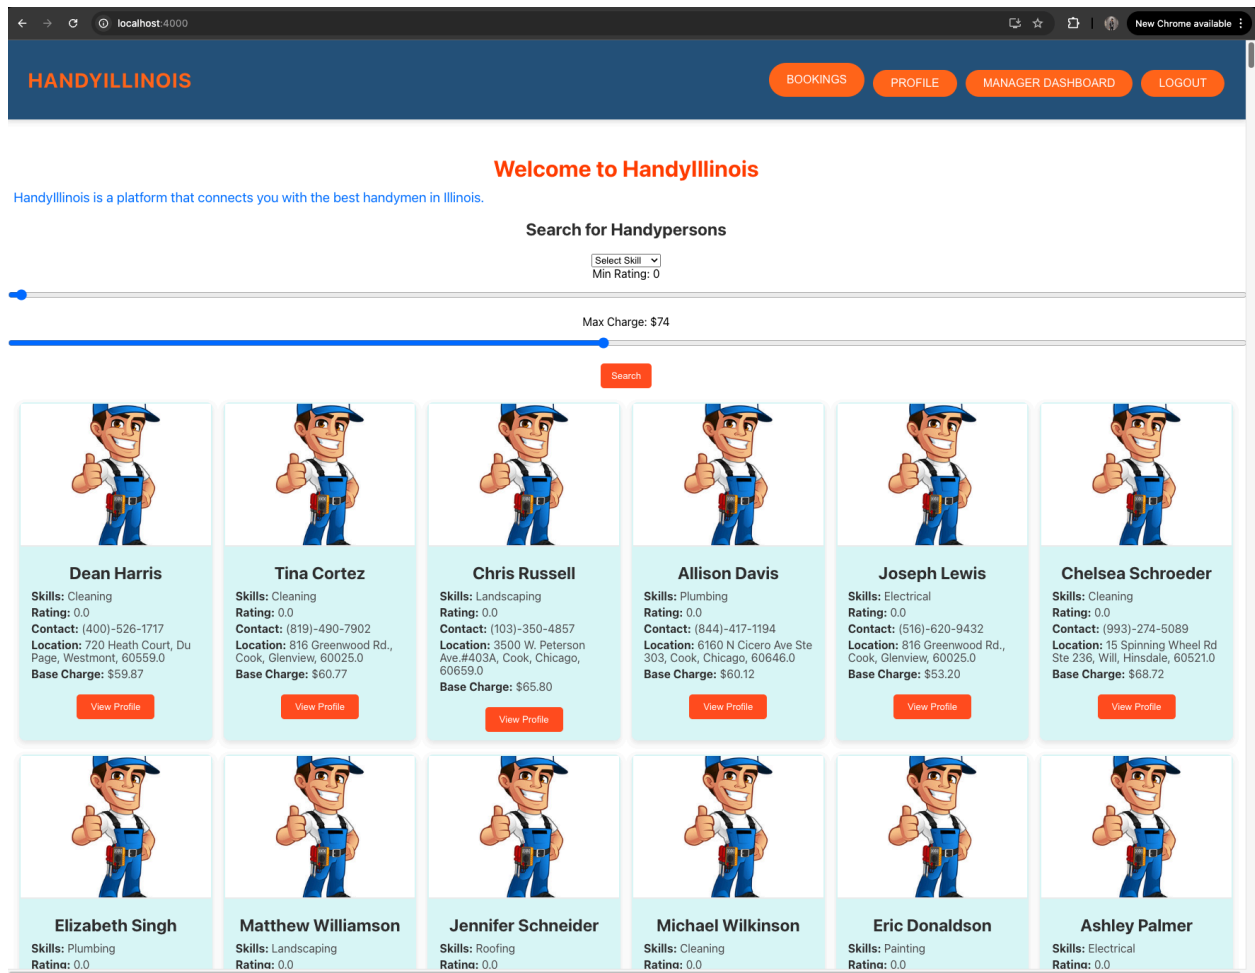 localhost:4000
New Chrome available
HANDYILLINOIS
BOOKINGS
PROFILE
MANAGER DASHBOARD
LOGOUT
Welcome to HandyIllinois
HandyIllinois is a platform that connects you with the best handymen in Illinois.
Search for Handypersons
Select Skill
Min Rating: 0
Max Charge: $74
Search
Dean Harris
Skills: Cleaning
Rating: 0.0
Contact: (400)-526-1717
Location: 720 Heath Court, Du
Page, Westmont, 60559.0
Base Charge: $59.87
View Profile
Tina Cortez
Skills: Cleaning
Rating: 0.0
Contact: (819)-490-7902
Location: 816 Greenwood Rd.,
Cook, Glenview, 60025.0
Base Charge: $60.77
View Profile
Chris Russell
Skills: Landscaping
Rating: 0.0
Contact: (103)-350-4857
Location: 3500 W. Peterson
Ave.#403A, Cook, Chicago,
60659.0
Base Charge: $65.80
View Profile
Allison Davis
Skills: Plumbing
Rating: 0.0
Contact: (844)-417-1194
Location: 6160 N Cicero Ave Ste
303, Cook, Chicago, 60646.0
Base Charge: $60.12
View Profile
Joseph Lewis
Skills: Electrical
Rating: 0.0
Contact: (516)-620-9432
Location: 816 Greenwood Rd.,
Cook, Glenview, 60025.0
Base Charge: $53.20
View Profile
Chelsea Schroeder
Skills: Cleaning
Rating: 0.0
Contact: (993)-274-5089
Location: 15 Spinning Wheel Rd
Ste 236, Will, Hinsdale, 60521.0
Base Charge: $68.72
View Profile
Elizabeth Singh
Skills: Plumbing
Rating: 0.0
Matthew Williamson
Skills: Landscaping
Rating: 0.0
Jennifer Schneider
Skills: Roofing
Rating: 0.0
Michael Wilkinson
Skills: Cleaning
Rating: 0.0
Eric Donaldson
Skills: Painting
Rating: 0.0
Ashley Palmer
Skills: Electrical
Rating: 0.0